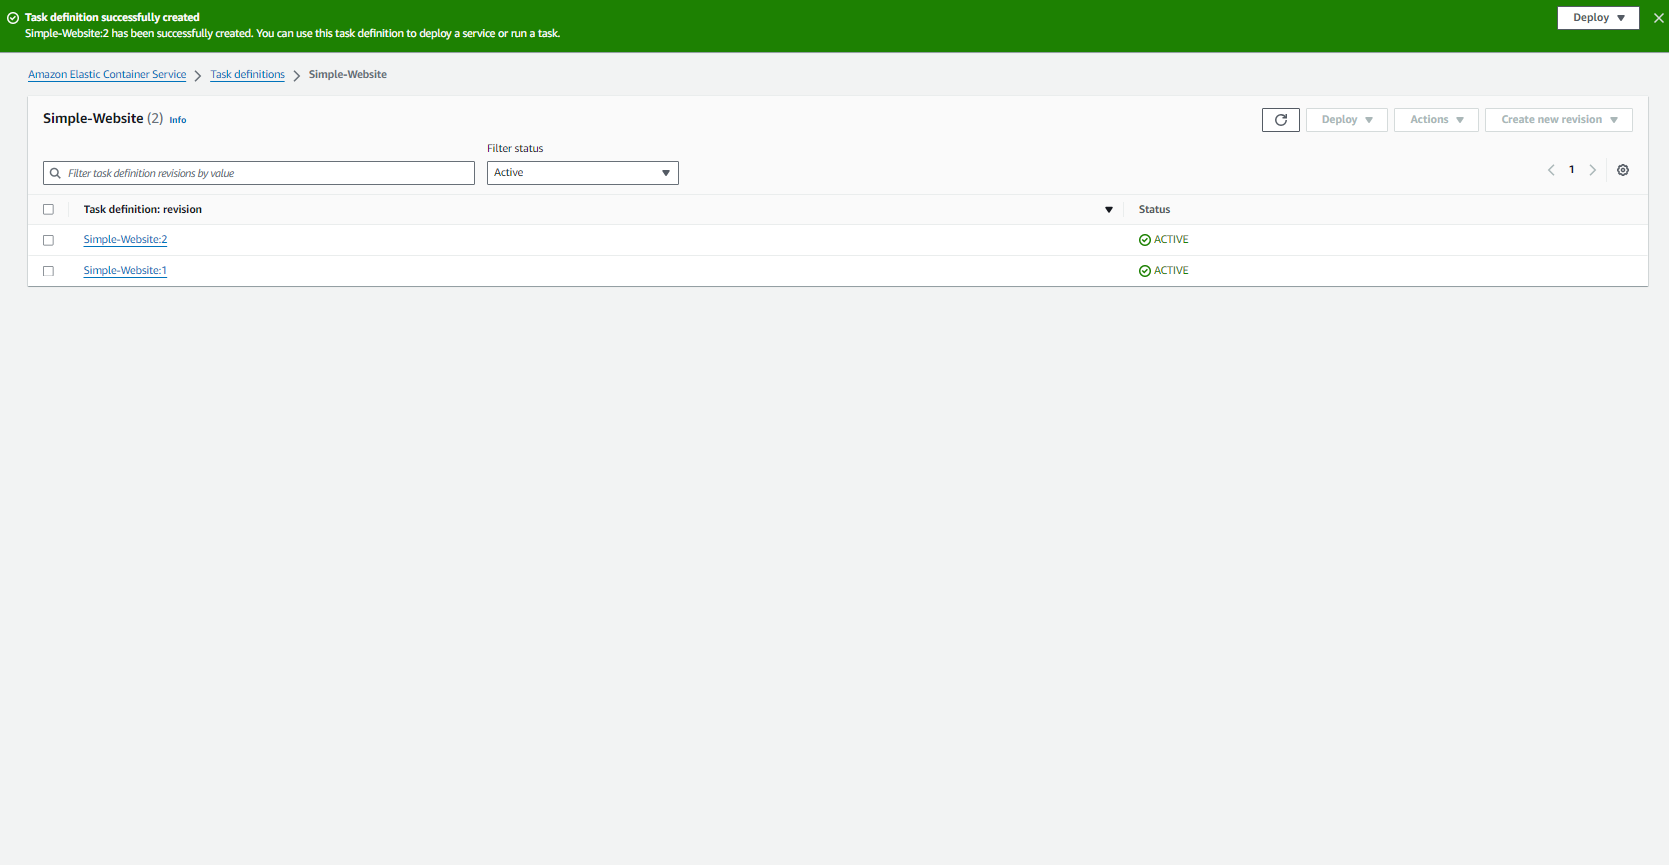 Task definition successfully created
Simple-Website:2 has been successfully created. You can use this task definition to deploy a service or run a task.
Deploy
Amazon Elastic Container Service > Task definitions > Simple-Website
Simple-Website (2) Info
Deploy
Actions
Create new revision
Filter status
Filter task definition revisions by value
Active
1
Task definition: revision
Status
Simple-Website:2
ACTIVE
Simple-Website:1
ACTIVE